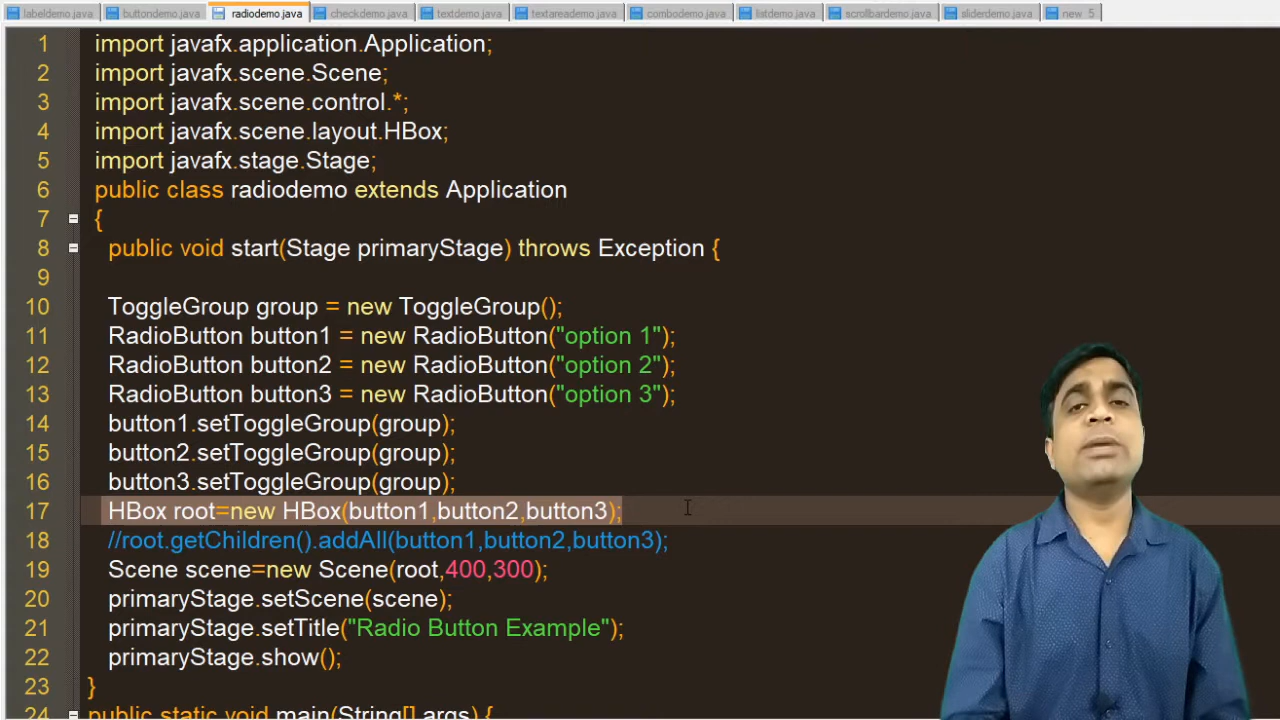 labeldemo.java buttondemo.java radiodemo.java checkdemo.java textdemo.java textareademo.java combodemo.java listdemo.java scrollbardemo.java sliderdemo.java new 5
1 import javafx.application.Application;
2 import javafx.scene.Scene;
3 import javafx.scene.control.*;
4 import javafx.scene.layout.HBox;
5 import javafx.stage.Stage;
6 public class radiodemo extends Application
7 {
8 public void start(Stage primaryStage) throws Exception {
9
10 ToggleGroup group = new ToggleGroup();
11 RadioButton button1 = new RadioButton("option 1");
12 RadioButton button2 = new RadioButton("option 2");
13 RadioButton button3 = new RadioButton("option 3");
14 button1.setToggleGroup(group);
15 button2.setToggleGroup(group);
16 button3.setToggleGroup(group);
17 HBox root=new HBox(button1,button2,button3);
18 //root.getChildren().addAll(button1,button2,button3);
19 Scene scene=new Scene(root,400,300);
20 primaryStage.setScene(scene);
21 primaryStage.setTitle("Radio Button Example");
22 primaryStage.show();
23 }
24 public static void main(String[] args) {